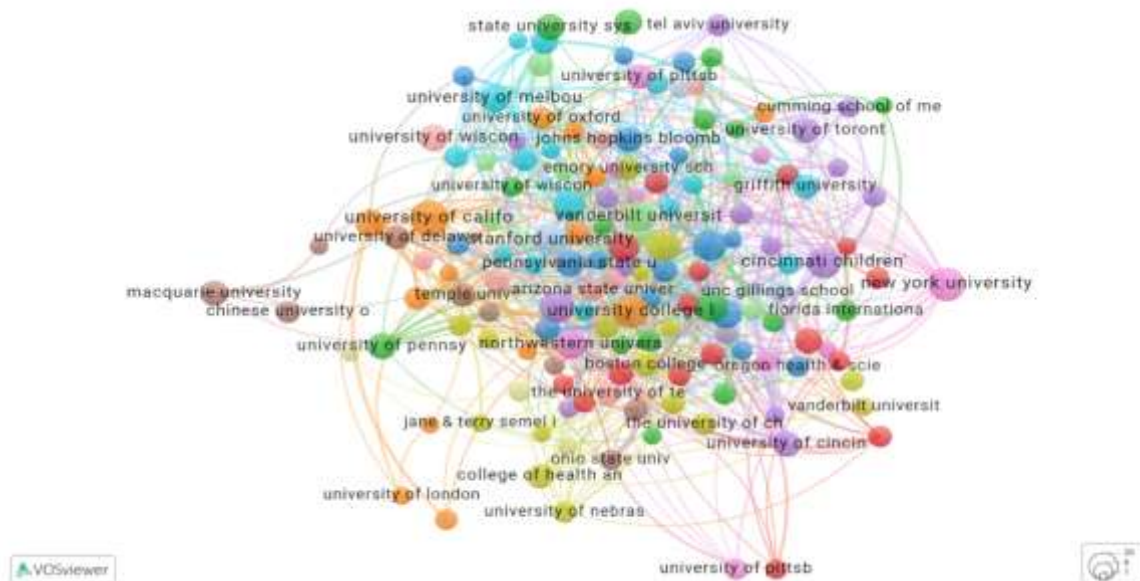 state university sys
tel aviv university
university of pittsb
university of melbou
cumming school of me
university of oxford
university of wiscon
johns hopkins bloomb
university of toront
emory university sch
university of wiscon
griffith university
university of califo
vanderbilt universit
university of delawa
stanford university
pennsylvania state u
cincinnati children
new york university
macquarie university
temple univ
arizona state univer
unc gillings school
chinese university o
university college l
florida internationa
university of pennsy
northwestern univers
boston college
oregon health & scie
the university of te
vanderbilt universit
jane & terry semel i
the university of ch
university of cincin
ohio state univ
college of health an
university of london
university of nebras
university of pittsb
VOSviewer